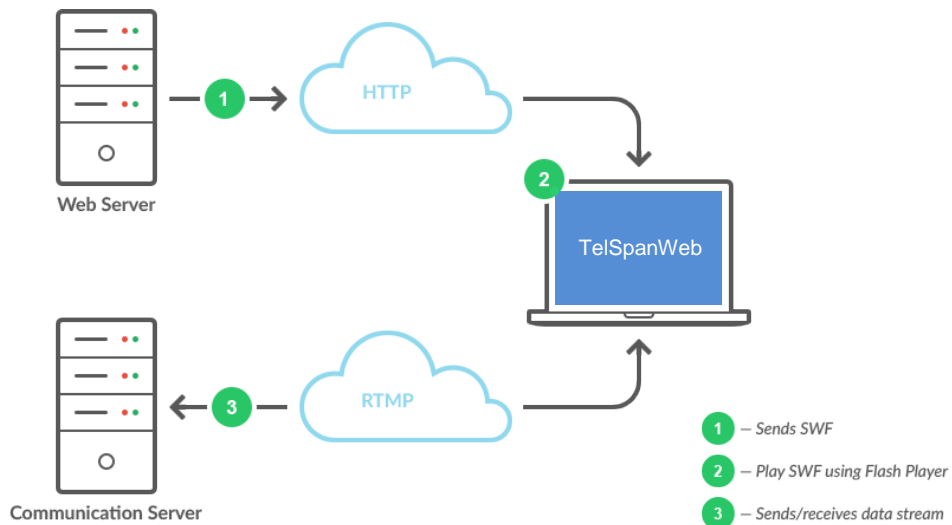 1
HTTP
2
Web Server
TelSpanWeb
3
RTMP
1 – Sends SWF
2 – Play SWF using Flash Player
Communication Server
3 – Sends/receives data stream